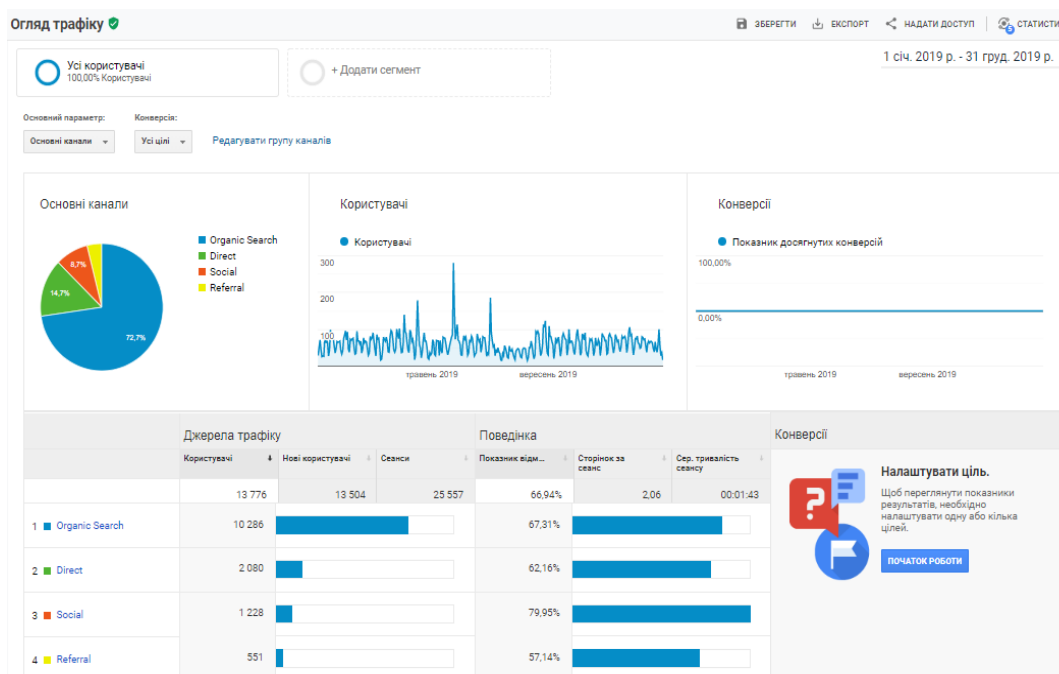 Огляд трафіку
ЗБЕРЕГТИ
ЕКСПОРТ
НАДАТИ ДОСТУП
СТАТИСТИ
1 січ. 2019 р. - 31 груд. 2019 р.
Усі користувачі
100,00% Користувачі
+ Додати сегмент
Основний параметр:
Конверсія:
Основні канали
Усі цілі
Редагувати групу каналів
Основні канали
Organic Search
Direct
Social
Referral
8,7%
14,7%
72,7%
Користувачі
Користувачі
300
200
100
травень 2019
вересень 2019
Конверсії
Показник досягнутих конверсій
100,00%
0,00%
травень 2019
вересень 2019
Джерела трафіку
Поведінка
Конверсії
Користувачі
Нові користувачі
Сеанси
Показник відм...
Сторінок за
сеанс
Сер. тривалість
сеансу
13 776
13 504
25 557
66,94%
2,06
00:01:43
1 Organic Search
10 286
67,31%
2 Direct
2 080
62,16%
3 Social
1 228
79,95%
4 Referral
551
57,14%
Налаштувати ціль.
Щоб переглянути показники
результатів, необхідно
налаштувати одну або кілька
цілей.
ПОЧАТОК РОБОТИ